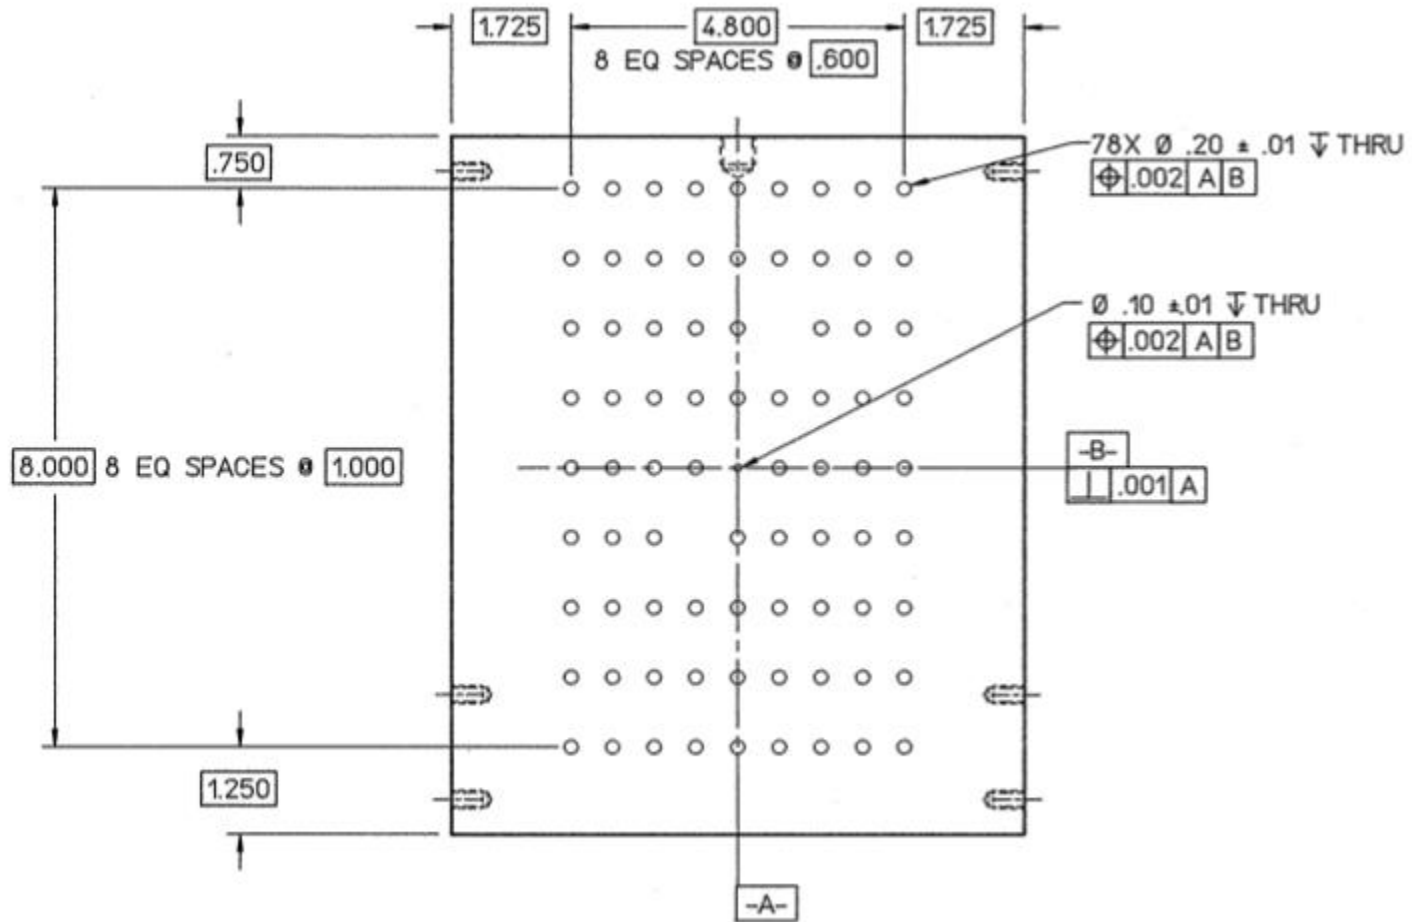 1.725 4.800 1.725
8 EQ SPACES @ .600
.750
78X Ø .20 ± .01 ↧ THRU
⌖ .002 A B
Ø .10 ±.01 ↧ THRU
⌖ .002 A B
8.000 8 EQ SPACES @ 1.000
-B-
⟂ .001 A
1.250
-A-